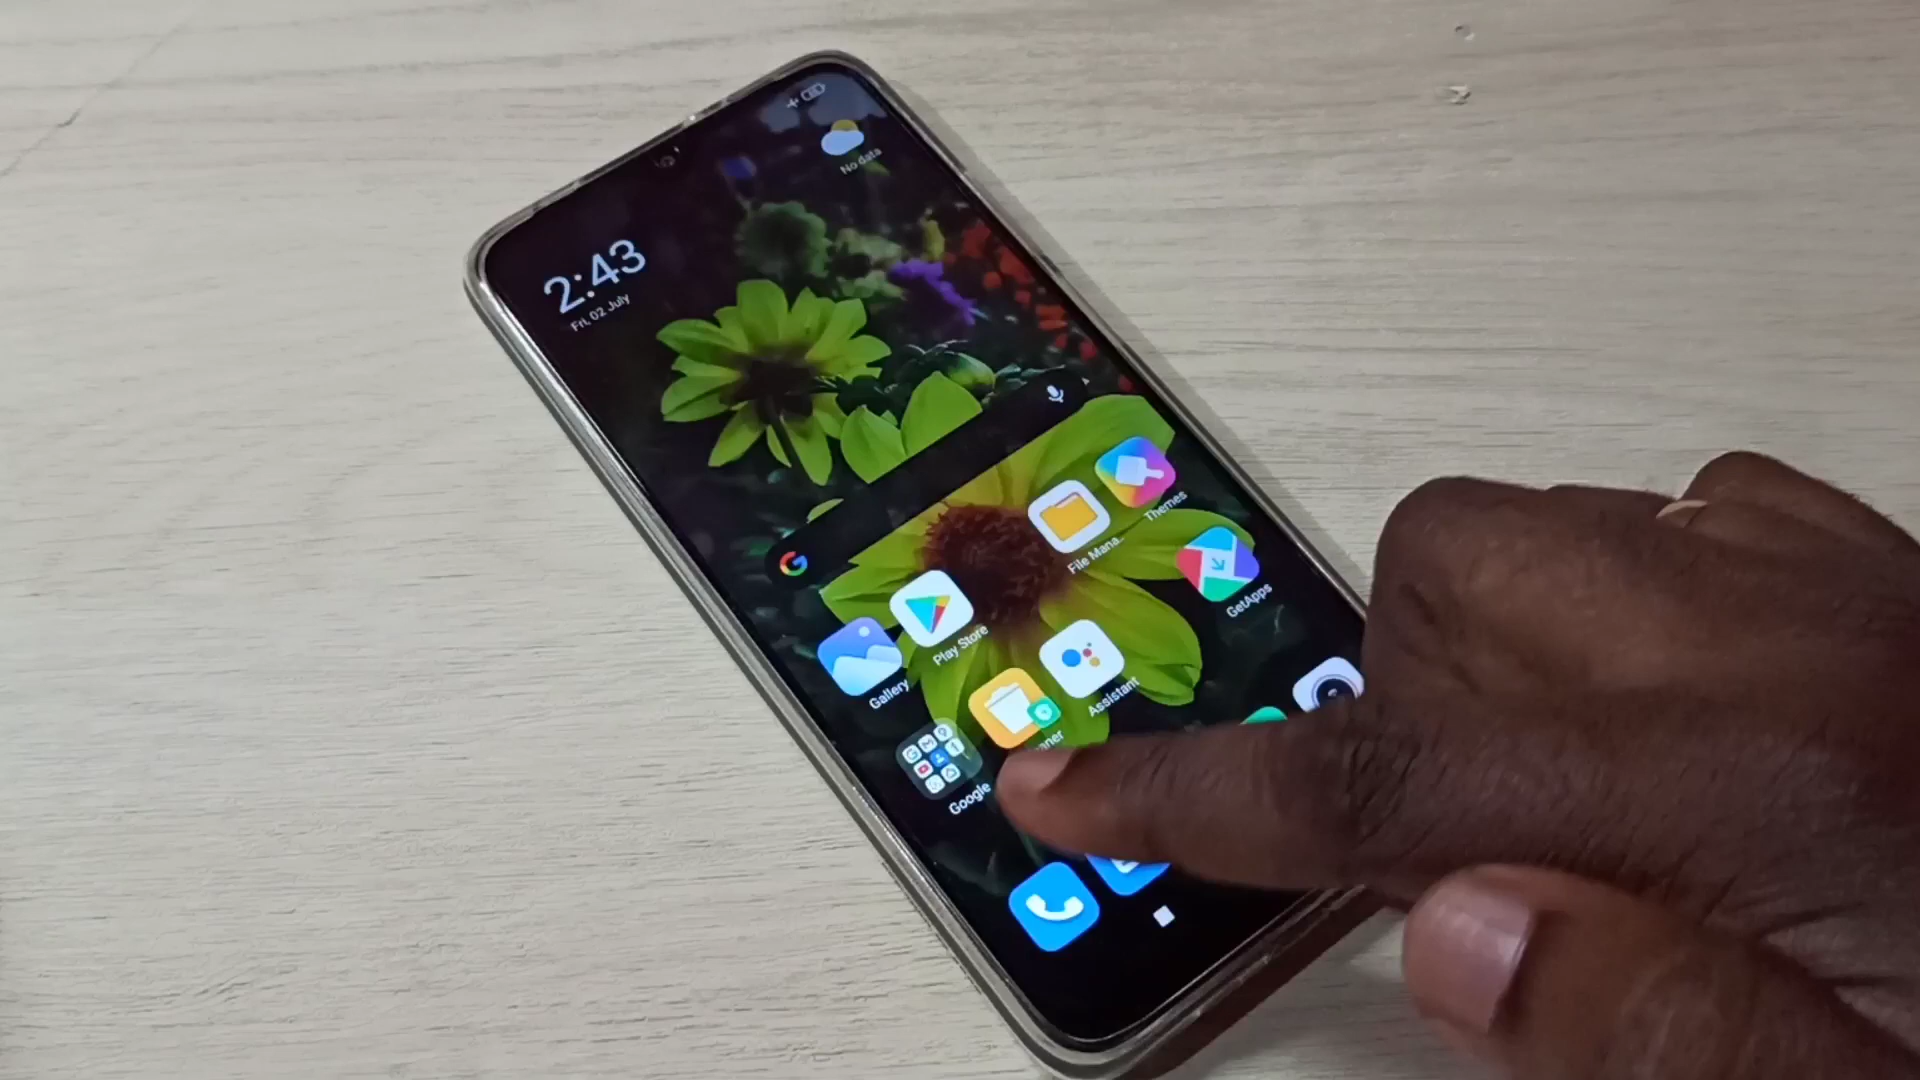 No data
2:43
Fri, 02 July
Themes
File Mana..
GetApps
Play Store
Gallery
Assistant
Google